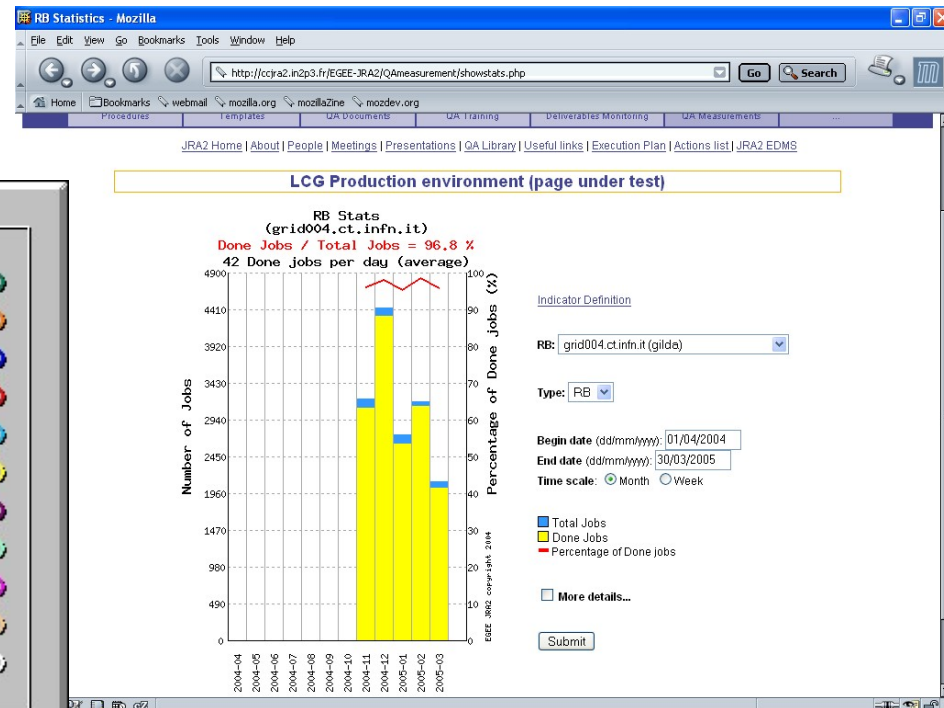 RB Statistics - Mozilla
File Edit View Go Bookmarks Tools Window Help
http://ccjra2.in2p3.fr/EGEE-JRA2/QAmeasurement/showstats.php Go Search
Home Bookmarks webmail mozilla.org mozillaZine mozdev.org
Procedures Templates QA Documents QA Training Deliverables Monitoring QA Measurements ...
JRA2 Home | About | People | Meetings | Presentations | QA Library | Useful links | Execution Plan | Actions list | JRA2 EDMS
LCG Production environment (page under test)
RB Stats
(grid004.ct.infn.it)
Done Jobs / Total Jobs = 96.8 %
42 Done jobs per day (average)
Number of Jobs
4900
4410
3920
3430
2940
2450
1960
1470
980
490
0
100
90
80
70
60
50
40
30
20
10
0
Percentage of Done jobs (%)
EGEE JRA2 copyright 2004
2004-04
2004-05
2004-06
2004-07
2004-08
2004-09
2004-10
2004-11
2004-12
2005-01
2005-02
2005-03
Indicator Definition
RB: grid004.ct.infn.it (gilda)
Type: RB
Begin date (dd/mm/yyyy): 01/04/2004
End date (dd/mm/yyyy): 30/03/2005
Time scale: Month Week
Total Jobs
Done Jobs
Percentage of Done jobs
More details...
Submit